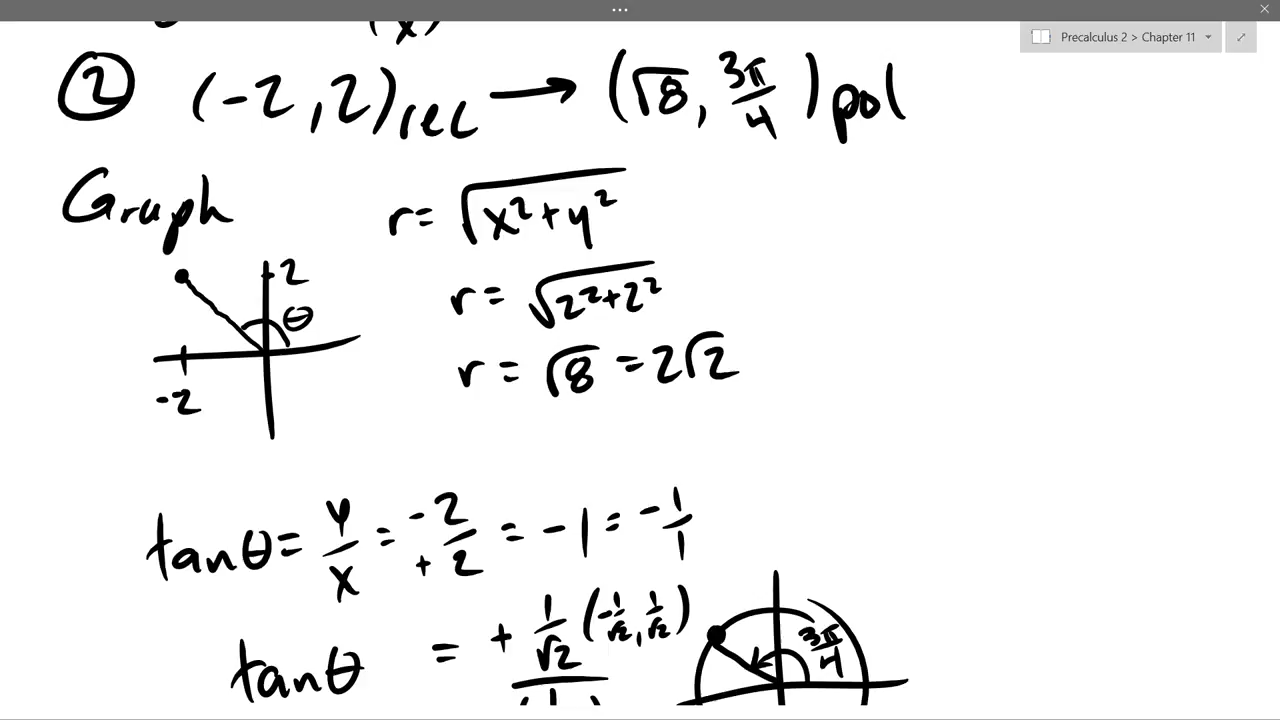 (x)
Precalculus 2 > Chapter 11
② (-2, 2)rec → (√8, 3π/4) pol
Graph
r = √(x² + y²)
2
θ
r = √(2² + 2²)
r = √8 = 2√2
-2
tanθ = y/x = -2/+2 = -1 = -1/1
tanθ = + 1/√2 (-1/√2, 1/√2)
3π/4